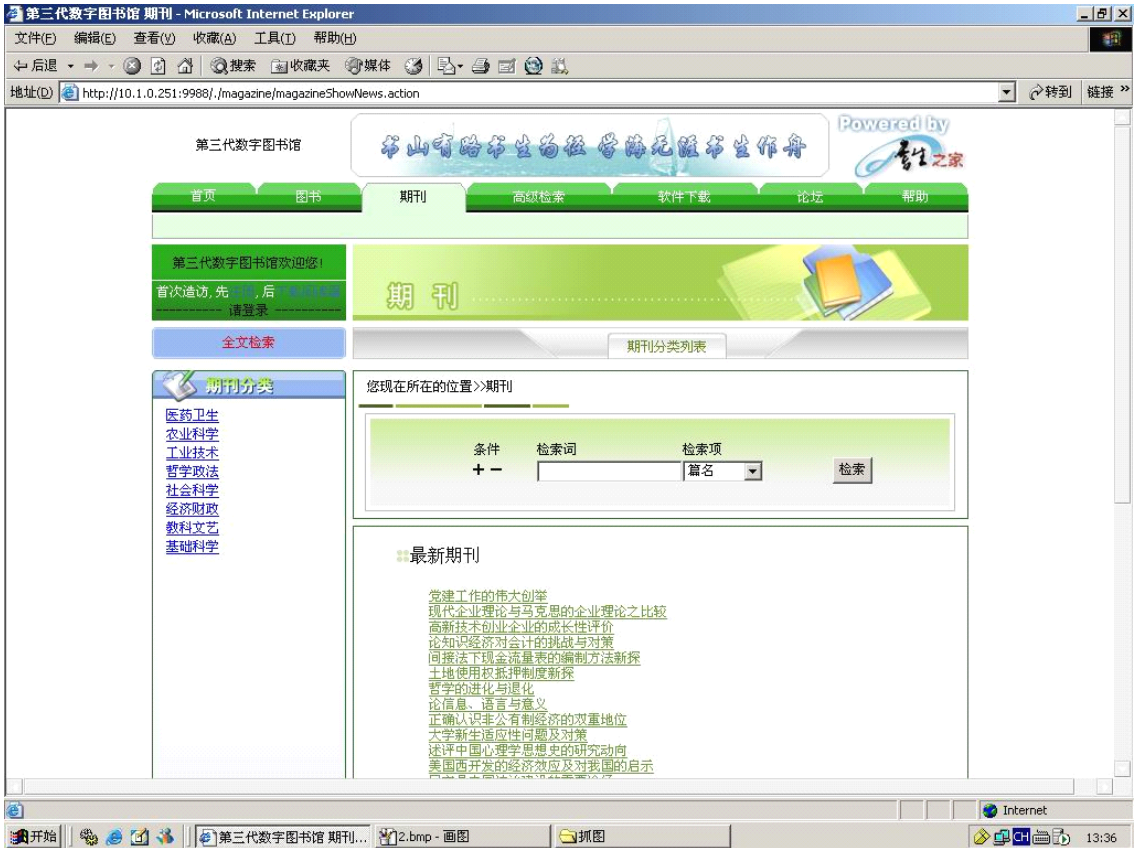 第三代数字图书馆 期刊 - Microsoft Internet Explorer
文件(F) 编辑(E) 查看(V) 收藏(A) 工具(T) 帮助(H)
后退 搜索 收藏夹 媒体
地址(D) http://10.1.0.251:9988/./magazine/magazineShowNews.action 转到 链接 »
第三代数字图书馆
书山有路书生为径 学海无涯书生作舟
Powered by
书生之家
首页 图书 期刊 高级检索 软件下载 论坛 帮助
第三代数字图书馆欢迎您!
首次造访, 先注册, 后下载阅读器
---------- 请登录 ----------
期 刊
全文检索
期刊分类列表
期刊分类
医药卫生
农业科学
工业技术
哲学政法
社会科学
经济财政
教科文艺
基础科学
您现在所在的位置>>期刊
条件 检索词 检索项
+ − 篇名 检索
最新期刊
党建工作的伟大创举
现代企业理论与马克思的企业理论之比较
高新技术创业企业的成长性评价
论知识经济对会计的挑战与对策
间接法下现金流量表的编制方法新探
土地使用权抵押制度新探
哲学的进化与退化
论信息、语言与意义
正确认识非公有制经济的双重地位
大学新生适应性问题及对策
述评中国心理学思想史的研究动向
美国西开发的经济效应及对我国的启示
Internet
开始 第三代数字图书馆 期刊... 2.bmp - 画图 抓图 CH 13:36